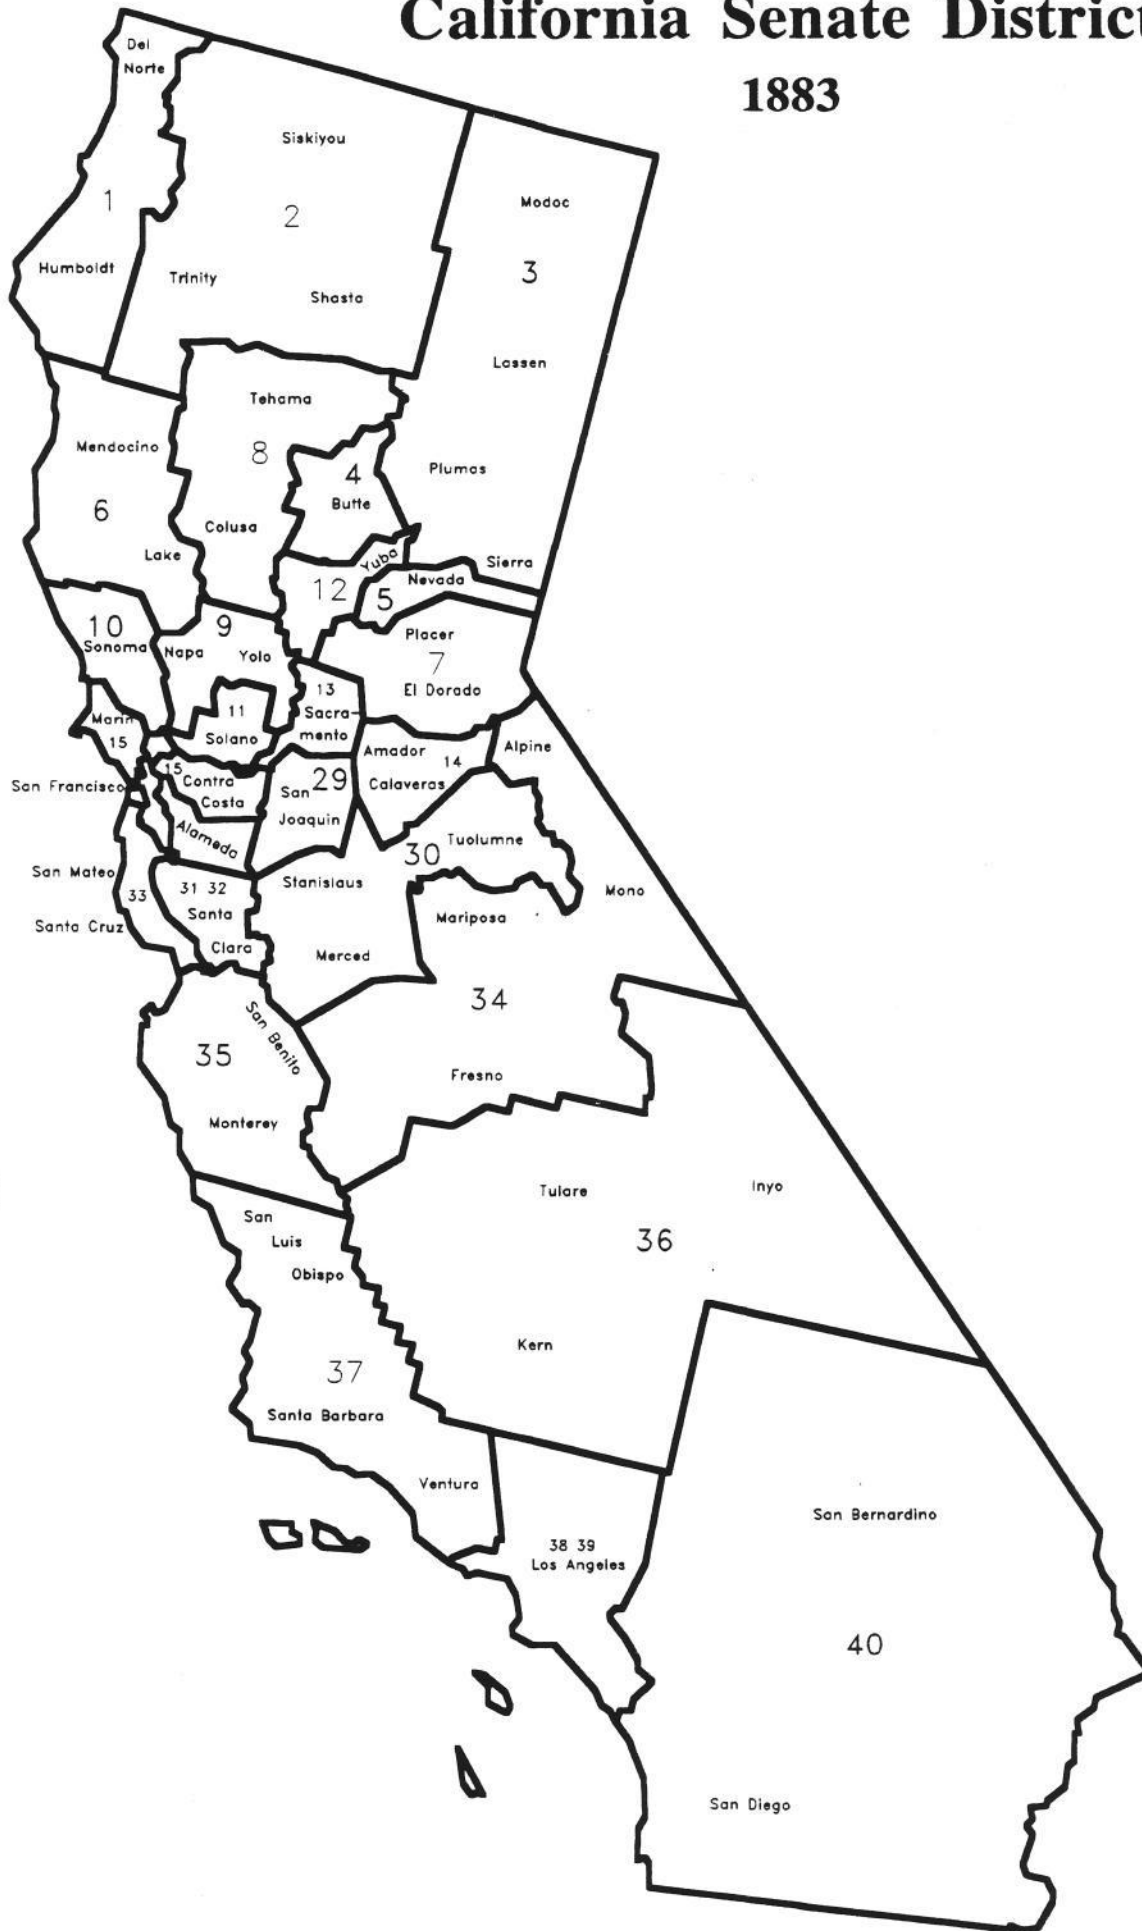 California Senate District
1883
Del
Norte
Siskiyou
1
2
Modoc
3
Humboldt
Trinity
Shasta
Lassen
Tehama
Mendocino
8
4
Plumas
6
Butte
Colusa
Lake
Yuba
Sierra
12
Nevada
5
10
9
Sonoma
Napa
Yolo
Placer
7
El Dorado
13
11
Sacra-
mento
Marin
15
Solano
Amador
14
Alpine
15
San Francisco
Contra
Costa
San
29
Calaveras
Joaquin
Alameda
Tuolumne
30
San Mateo
31 32
Stanislaus
Mono
33
Santa
Mariposa
Santa Cruz
Clara
Merced
34
San Benito
35
Fresno
Monterey
Tulare
Inyo
San
Luis
Obispo
36
Kern
37
Santa Barbara
Ventura
San Bernardino
38 39
Los Angeles
40
San Diego